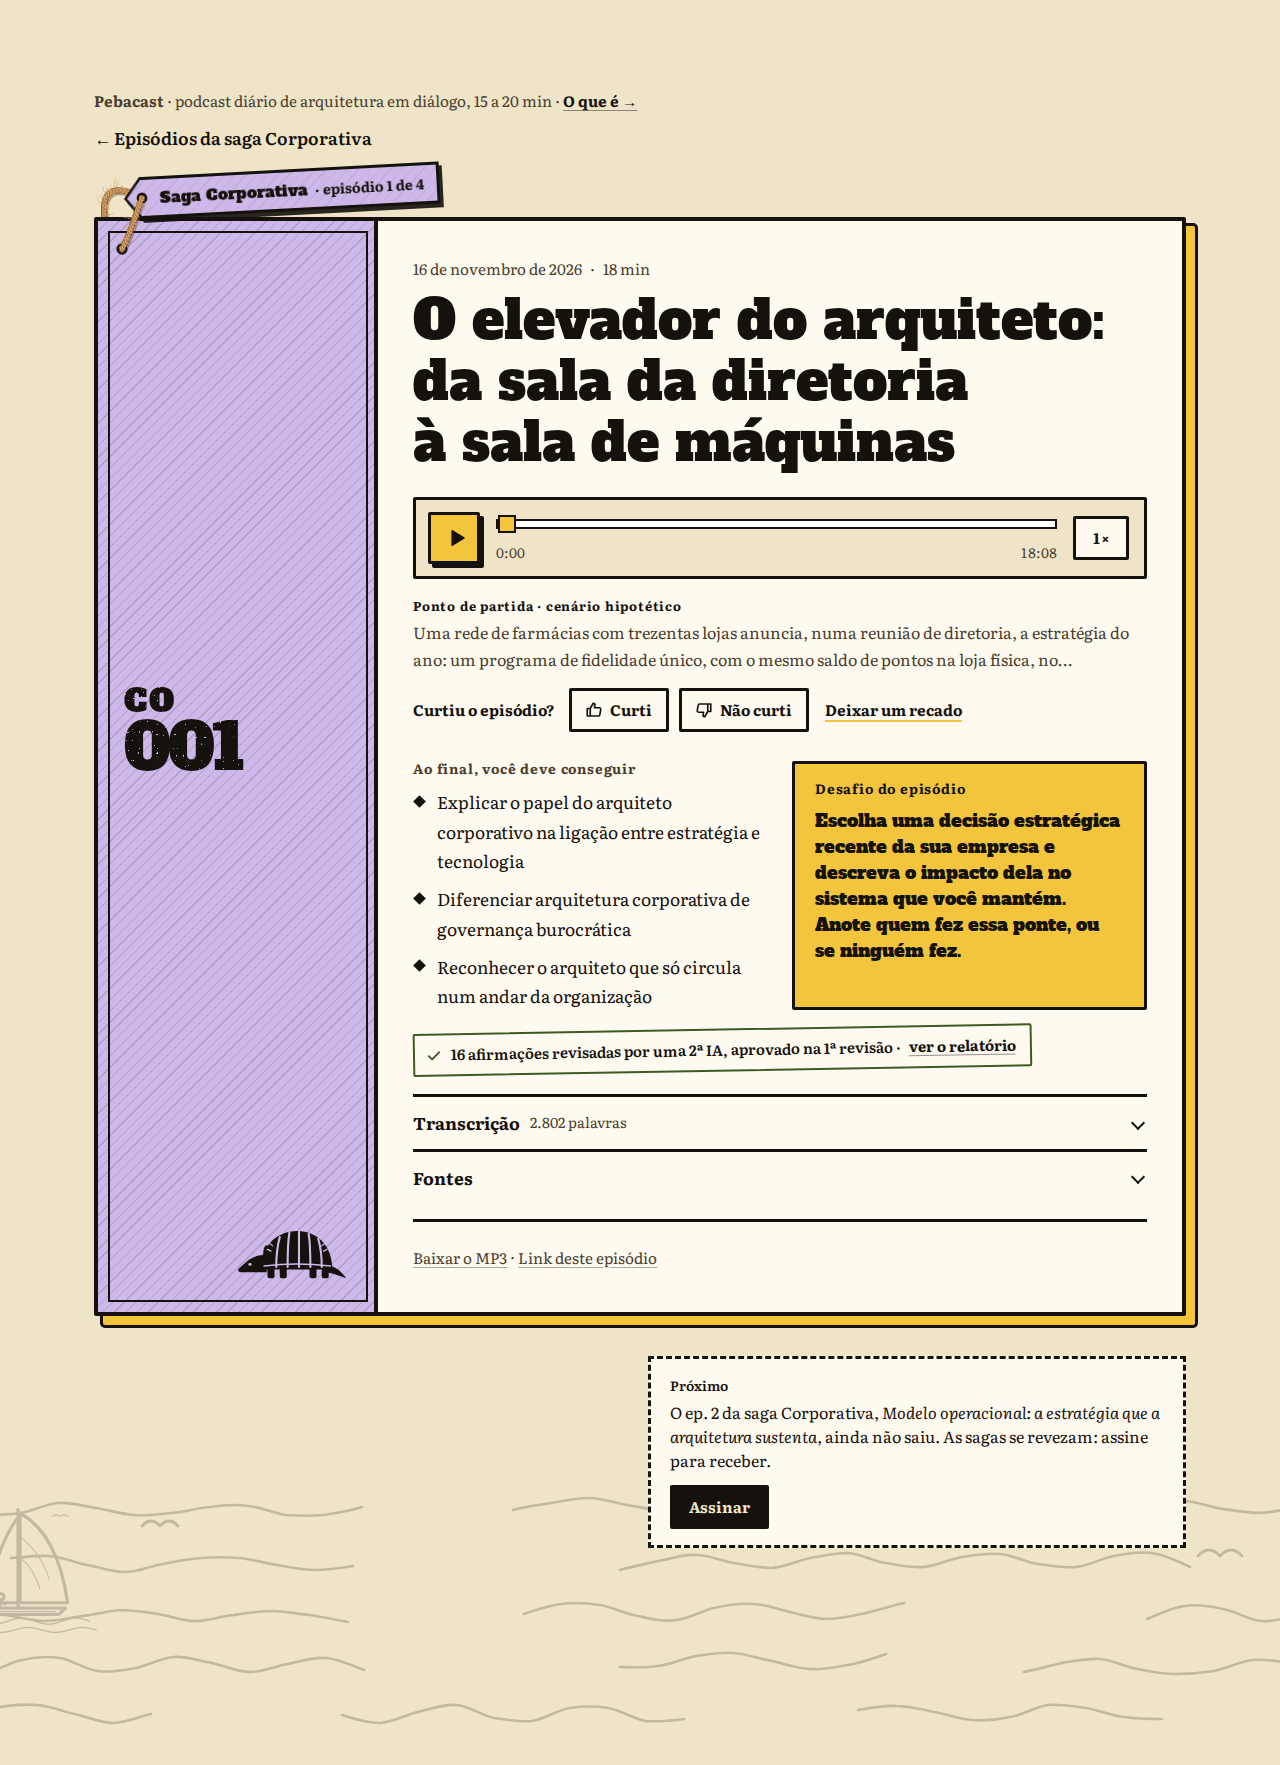 Pebacast · podcast diário de arquitetura em diálogo, 15 a 20 min · O que é →
← Episódios da saga Corporativa
Saga Corporativa · episódio 1 de 4
co
001
16 de novembro de 2026 · 18 min
O elevador do arquiteto:
da sala da diretoria
à sala de máquinas
0:00
18:08
1×
Ponto de partida · cenário hipotético
Uma rede de farmácias com trezentas lojas anuncia, numa reunião de diretoria, a estratégia do
ano: um programa de fidelidade único, com o mesmo saldo de pontos na loja física, no…
Curtiu o episódio?
Curti
Não curti
Deixar um recado
Ao final, você deve conseguir
Explicar o papel do arquiteto
corporativo na ligação entre estratégia e
tecnologia
Diferenciar arquitetura corporativa de
governança burocrática
Reconhecer o arquiteto que só circula
num andar da organização
Desafio do episódio
Escolha uma decisão estratégica
recente da sua empresa e
descreva o impacto dela no
sistema que você mantém.
Anote quem fez essa ponte, ou
se ninguém fez.
16 afirmações revisadas por uma 2ª IA, aprovado na 1ª revisão · ver o relatório
Transcrição 2.802 palavras
Fontes
Baixar o MP3 · Link deste episódio
Próximo
O ep. 2 da saga Corporativa, Modelo operacional: a estratégia que a
arquitetura sustenta, ainda não saiu. As sagas se revezam: assine
para receber.
Assinar